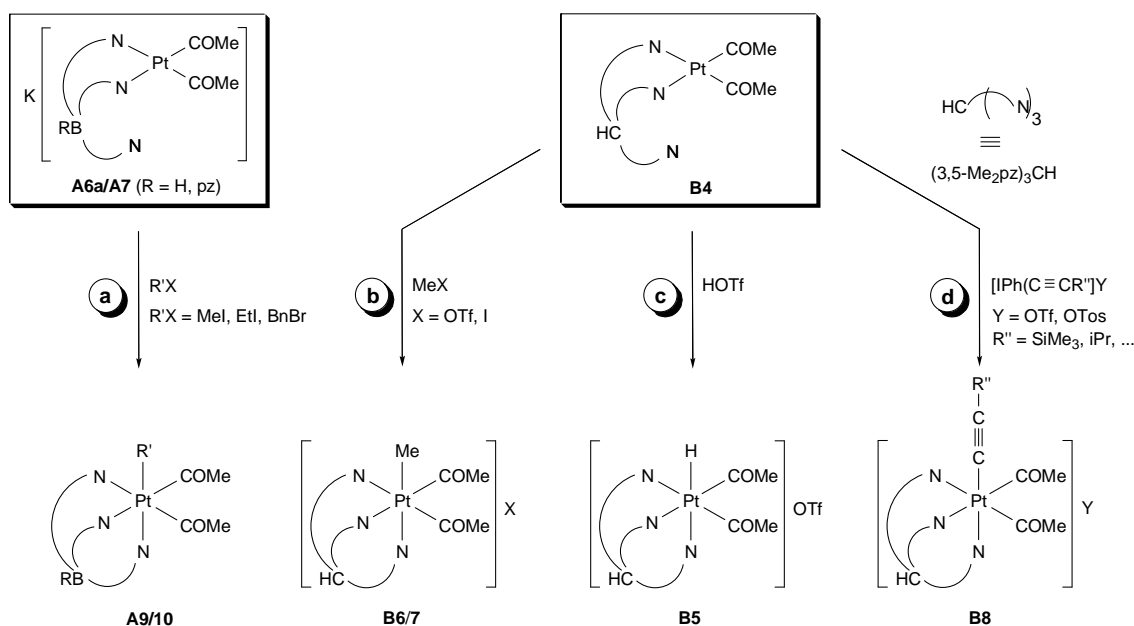 K
N
N
Pt
COMe
COMe
RB
N
A6a/A7 (R = H, pz)
N
N
Pt
COMe
COMe
HC
N
B4
HC ( N)3
≡
(3,5-Me2pz)3CH
a
R'X
R'X = MeI, EtI, BnBr
b
MeX
X = OTf, I
c
HOTf
d
[IPh(C≡CR")]Y
Y = OTf, OTos
R" = SiMe3, iPr, ...
R'
N
Pt
COMe
N
COMe
N
RB
A9/10
Me
N
Pt
COMe
N
COMe
N
HC
X
B6/7
H
N
Pt
COMe
N
COMe
N
HC
OTf
B5
R"
C
C
N
Pt
COMe
N
COMe
N
HC
Y
B8